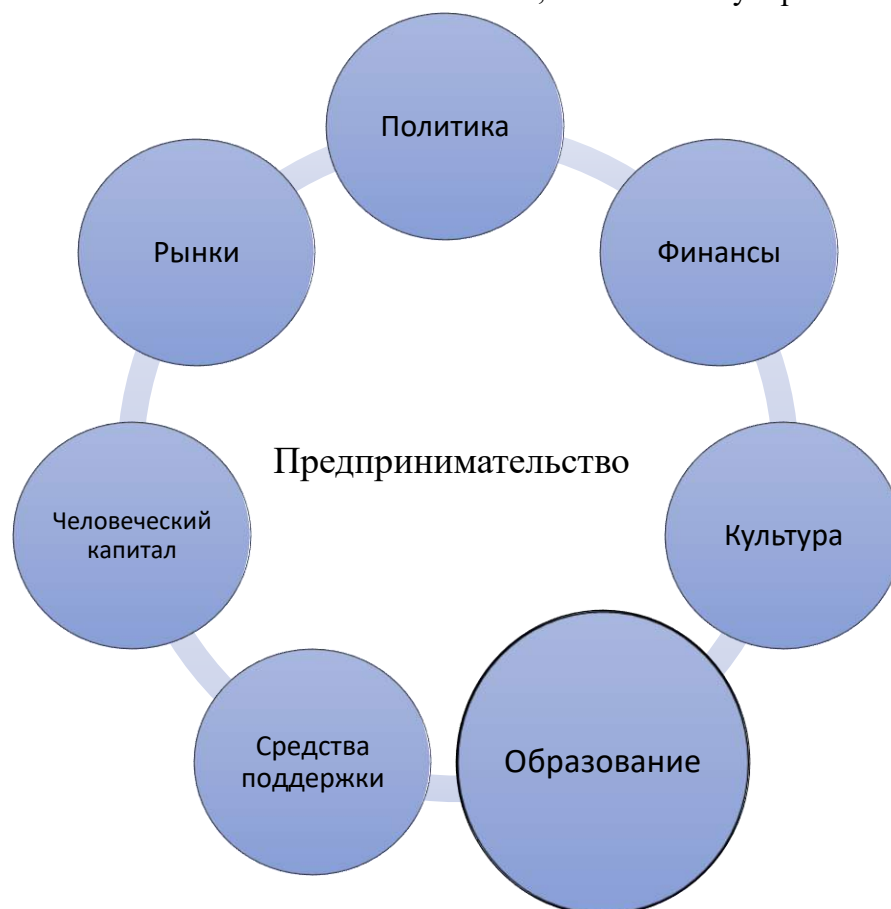 Политика
Рынки
Финансы
Предпринимательство
Человеческий
капитал
Культура
Средства
поддержки
Образование